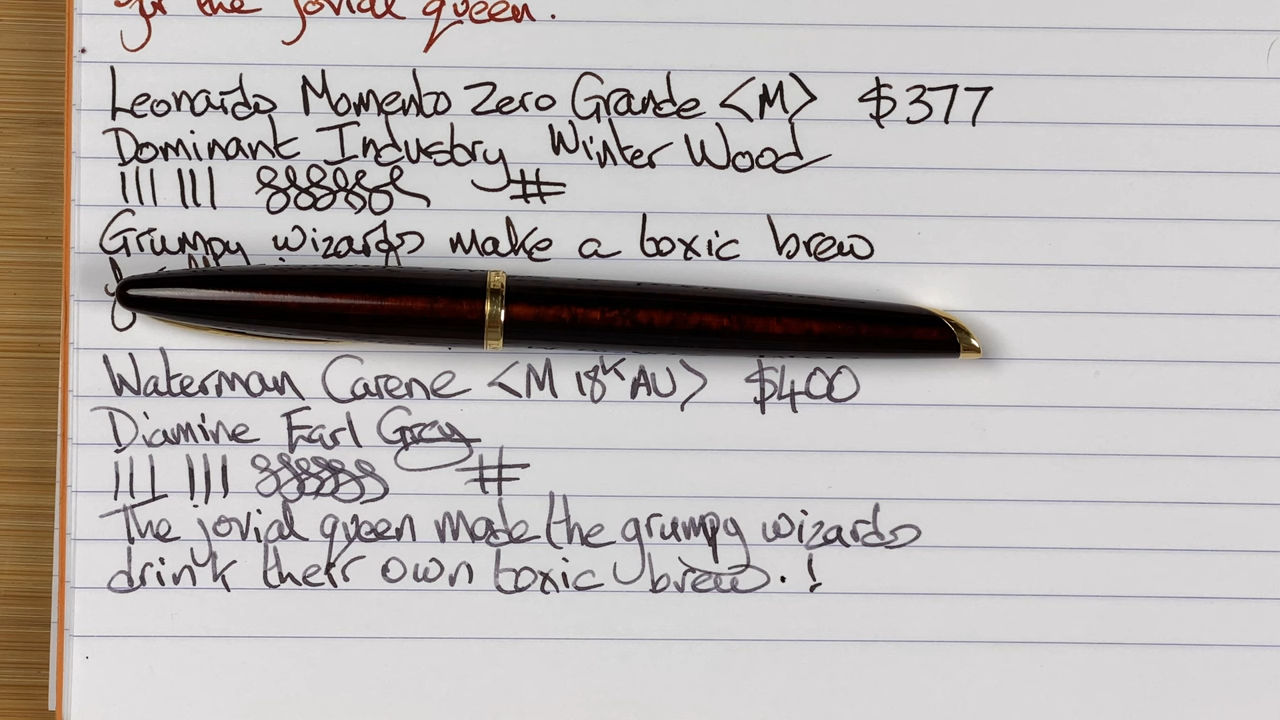 for the jovial queen.
Leonardo Momento Zero Grande <M> $377
Dominant Industry Winter Wood
||| ||| #
Grumpy wizards make a toxic brew
Waterman Carene <M 18K AU> $400
Diamine Earl Grey
||| ||| #
The jovial queen made the grumpy wizards
drink their own toxic brew. !